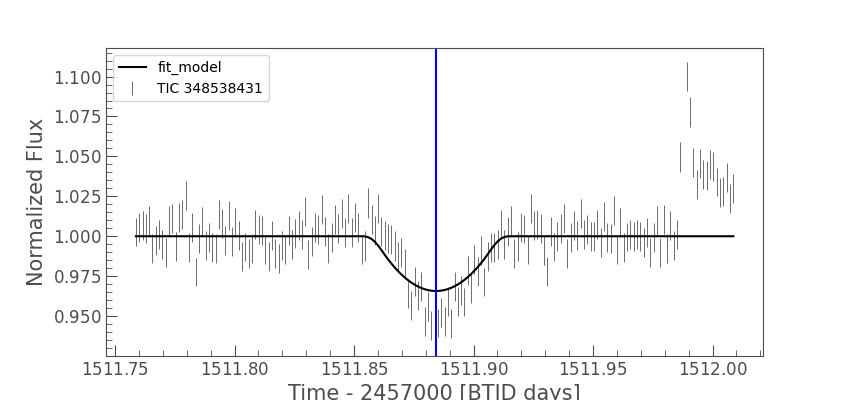 fit_model
TIC 348538431
1.100
1.075
1.050
1.025
1.000
0.975
0.950
Normalized Flux
1511.75 1511.80 1511.85 1511.90 1511.95 1512.00
Time - 2457000 [BTJD days]